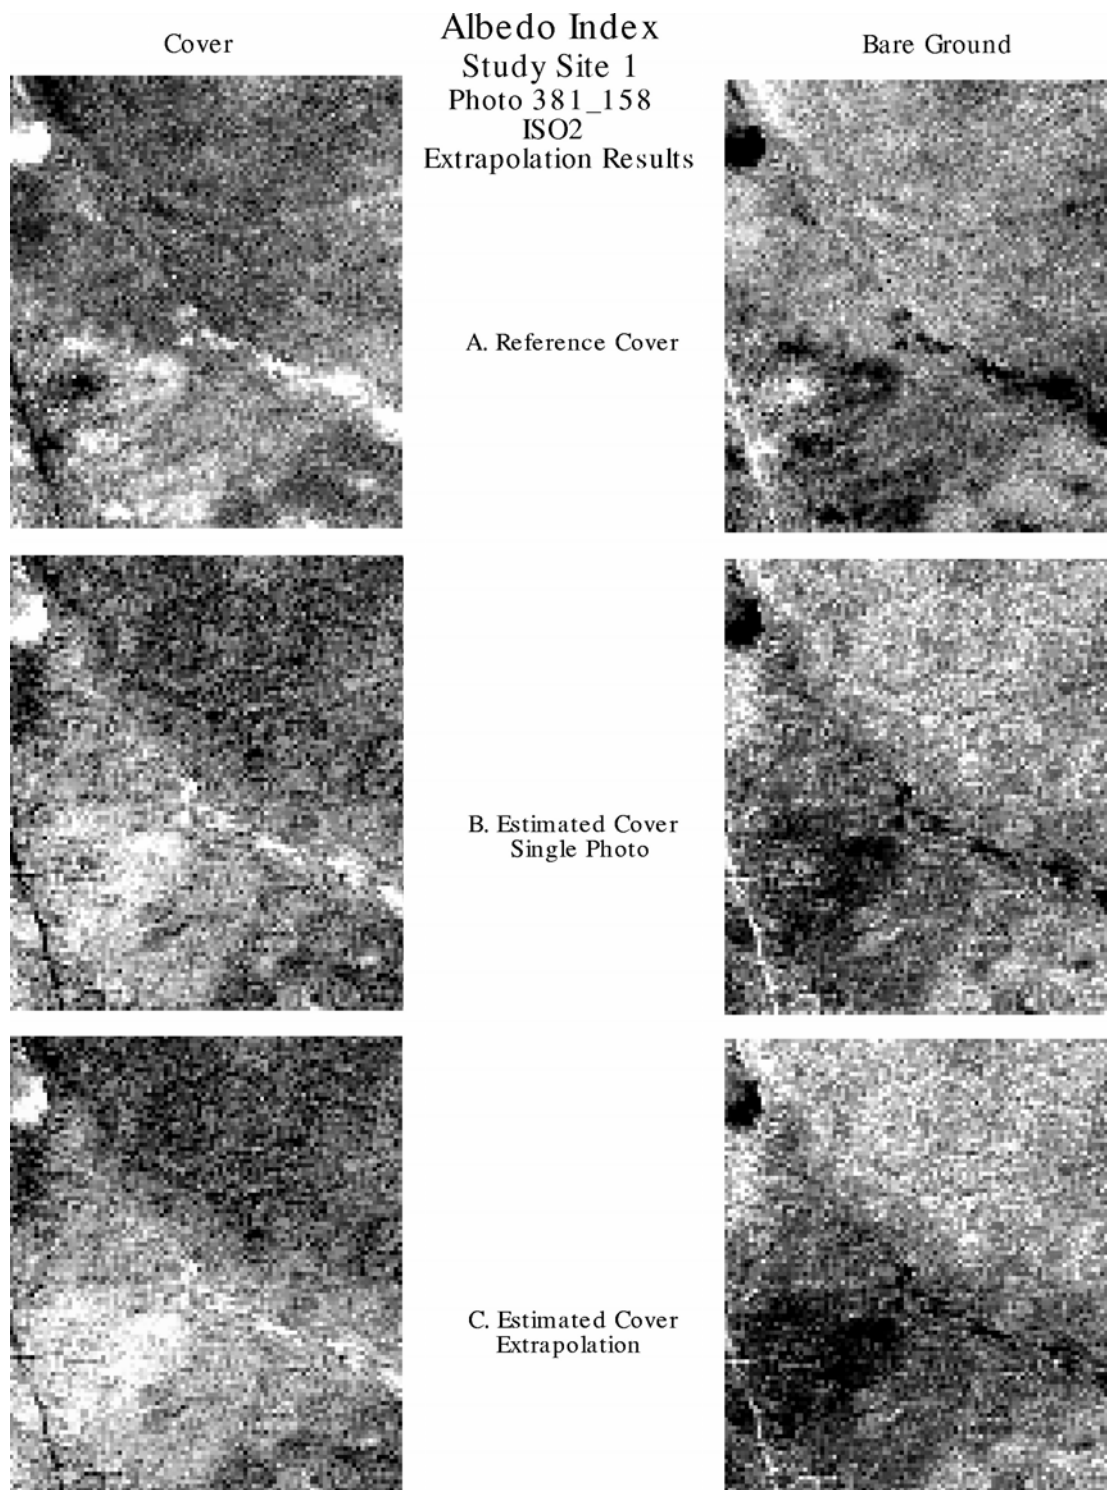 Cover
Albedo Index
Study Site 1
Photo 381_158
ISO2
Extrapolation Results
Bare Ground
A. Reference Cover
B. Estimated Cover
Single Photo
C. Estimated Cover
Extrapolation